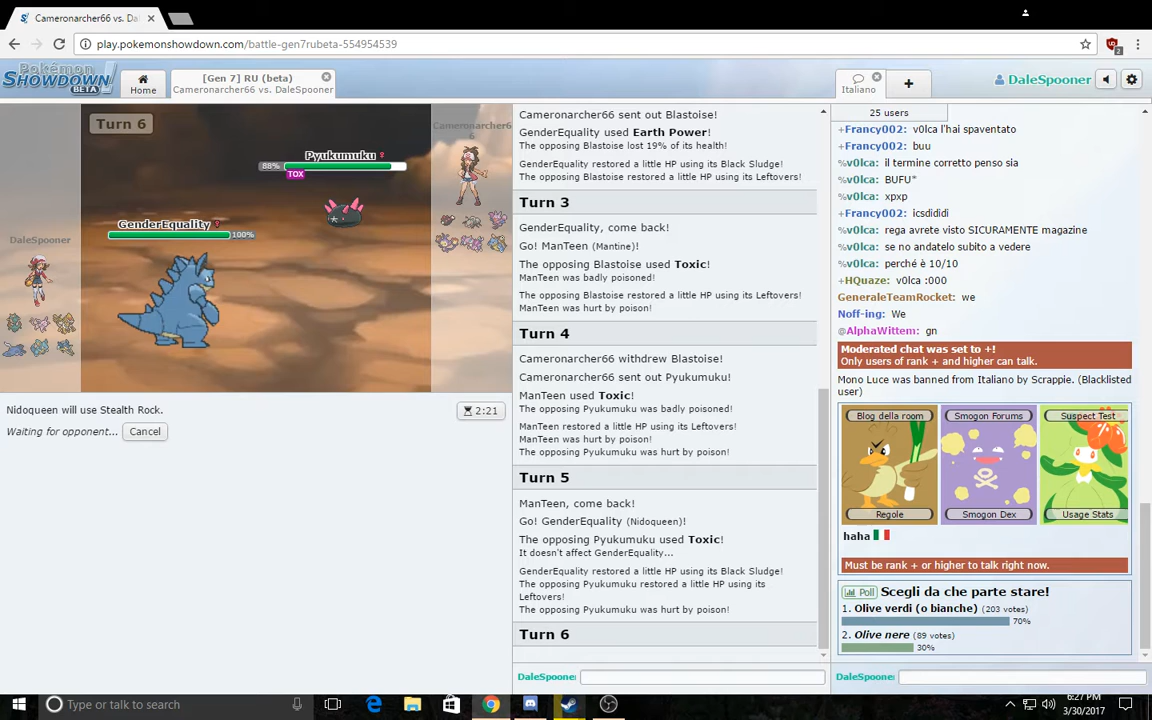 Cameronarcher66 vs. Dal
play.pokemonshowdown.com/battle-gen7rubeta-554954539
2
Pokémon
SHOWDOWN
BETA
Home
[Gen 7] RU (beta)
Cameronarcher66 vs. DaleSpooner
Italiano
DaleSpooner
Turn 6
Pyukumuku
88%
TOX
GenderEquality
100%
DaleSpooner
Cameronarcher6
6
Nidoqueen will use Stealth Rock.
2:21
Waiting for opponent...
Cancel
Cameronarcher66 sent out Blastoise!
GenderEquality used Earth Power!
The opposing Blastoise lost 19% of its health!
GenderEquality restored a little HP using its Black Sludge!
The opposing Blastoise restored a little HP using its Leftovers!
Turn 3
GenderEquality, come back!
Go! ManTeen (Mantine)!
The opposing Blastoise used Toxic!
ManTeen was badly poisoned!
The opposing Blastoise restored a little HP using its Leftovers!
ManTeen was hurt by poison!
Turn 4
Cameronarcher66 withdrew Blastoise!
Cameronarcher66 sent out Pyukumuku!
ManTeen used Toxic!
The opposing Pyukumuku was badly poisoned!
ManTeen restored a little HP using its Leftovers!
ManTeen was hurt by poison!
The opposing Pyukumuku was hurt by poison!
Turn 5
ManTeen, come back!
Go! GenderEquality (Nidoqueen)!
The opposing Pyukumuku used Toxic!
It doesn't affect GenderEquality...
GenderEquality restored a little HP using its Black Sludge!
The opposing Pyukumuku restored a little HP using its
Leftovers!
The opposing Pyukumuku was hurt by poison!
Turn 6
DaleSpooner:
25 users
+Francy002: v0lca l'hai spaventato
+Francy002: buu
%v0lca: il termine corretto penso sia
%v0lca: BUFU*
%v0lca: xpxp
+Francy002: icsdididi
%v0lca: rega avrete visto SICURAMENTE magazine
%v0lca: se no andatelo subito a vedere
%v0lca: perché è 10/10
+HQuaze: v0lca :000
GeneraleTeamRocket: we
Noff-ing: We
@AlphaWittem: gn
Moderated chat was set to +!
Only users of rank + and higher can talk.
Mono Luce was banned from Italiano by Scrappie. (Blacklisted
user)
Blog della room
Smogon Forums
Suspect Test
Regole
Smogon Dex
Usage Stats
haha
Must be rank + or higher to talk right now.
Poll
Scegli da che parte stare!
1. Olive verdi (o bianche) (203 votes)
70%
2. Olive nere (89 votes)
30%
DaleSpooner:
Type here to search
6:27 PM
3/30/2017